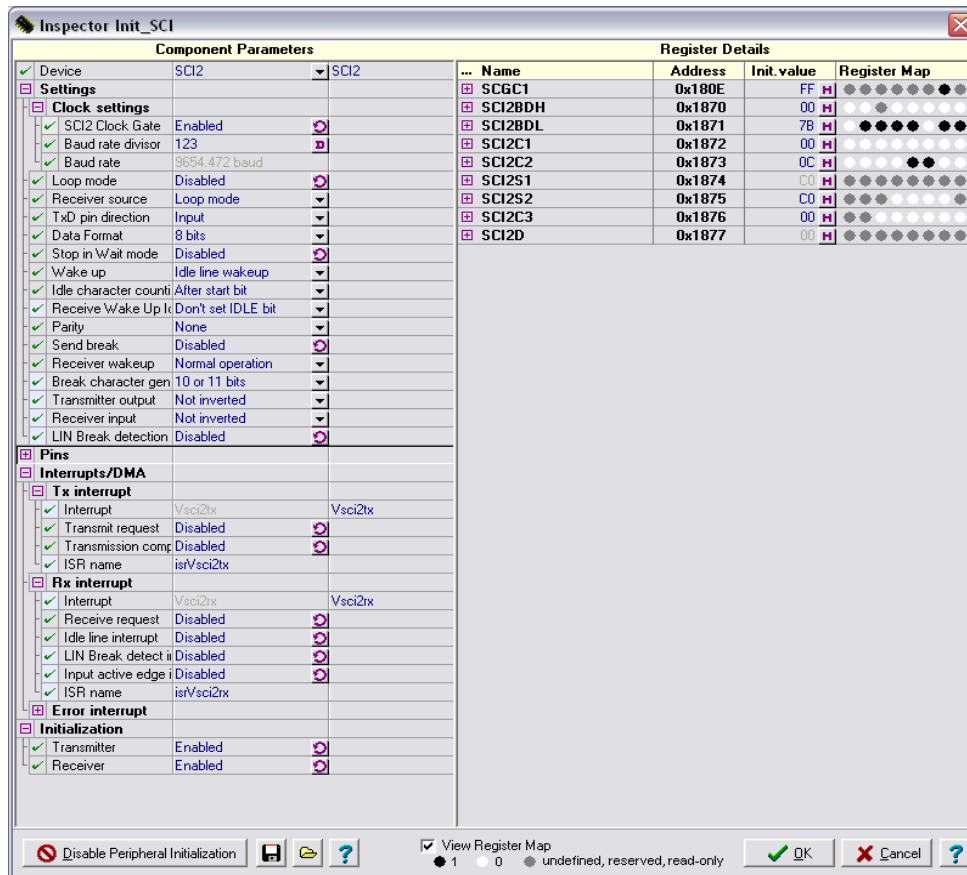 Inspector Init_SCI
Component Parameters
Register Details
Device SCI2 SCI2
Settings
Clock settings
SCI2 Clock Gate Enabled
Baud rate divisor 123 D
Baud rate 9654.472 baud
Loop mode Disabled
Receiver source Loop mode
TxD pin direction Input
Data Format 8 bits
Stop in Wait mode Disabled
Wake up Idle line wakeup
Idle character counti After start bit
Receive Wake Up Id Don't set IDLE bit
Parity None
Send break Disabled
Receiver wakeup Normal operation
Break character gen 10 or 11 bits
Transmitter output Not inverted
Receiver input Not inverted
LIN Break detection Disabled
Pins
Interrupts/DMA
Tx interrupt
Interrupt Vsci2tx Vsci2tx
Transmit request Disabled
Transmission comp Disabled
ISR name isrVsci2tx
Rx interrupt
Interrupt Vsci2rx Vsci2rx
Receive request Disabled
Idle line interrupt Disabled
LIN Break detect i Disabled
Input active edge i Disabled
ISR name isrVsci2rx
Error interrupt
Initialization
Transmitter Enabled
Receiver Enabled
... Name Address Init. value Register Map
SCGC1 0x180E FF H
SCI2BDH 0x1870 00 H
SCI2BDL 0x1871 7B H
SCI2C1 0x1872 00 H
SCI2C2 0x1873 0C H
SCI2S1 0x1874 C0 H
SCI2S2 0x1875 C0 H
SCI2C3 0x1876 00 H
SCI2D 0x1877 00 H
Disable Peripheral Initialization
?
View Register Map
1 0 undefined, reserved, read-only
OK
Cancel
?